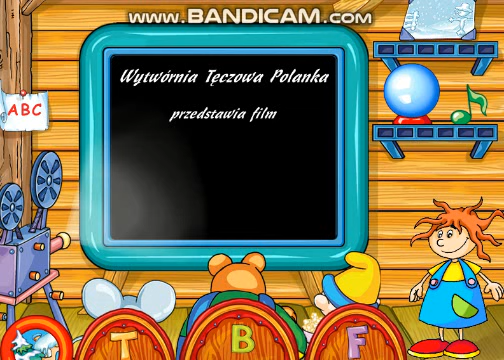 www.BANDICAM.com
Wytwórnia Tęczowa Polanka
przedstawia film
ABC
T B F